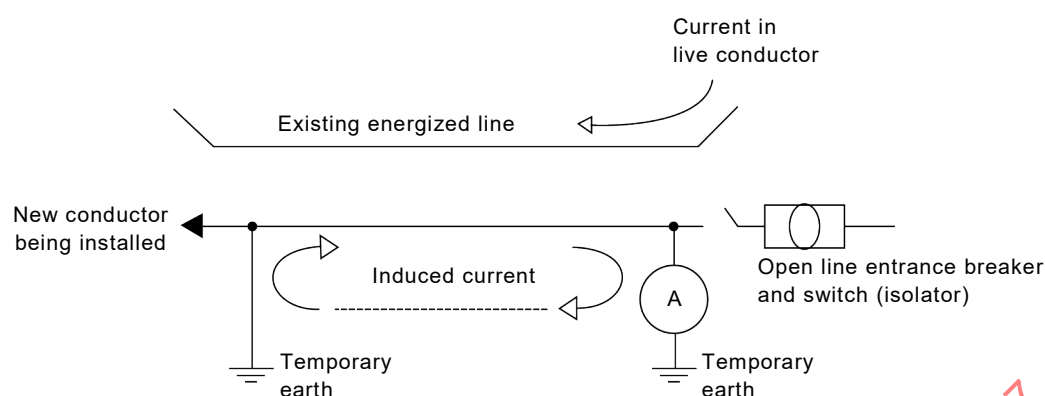 Current in
live conductor
Existing energized line
New conductor
being installed
Induced current
Open line entrance breaker
and switch (isolator)
A
Temporary
earth
Temporary
earth